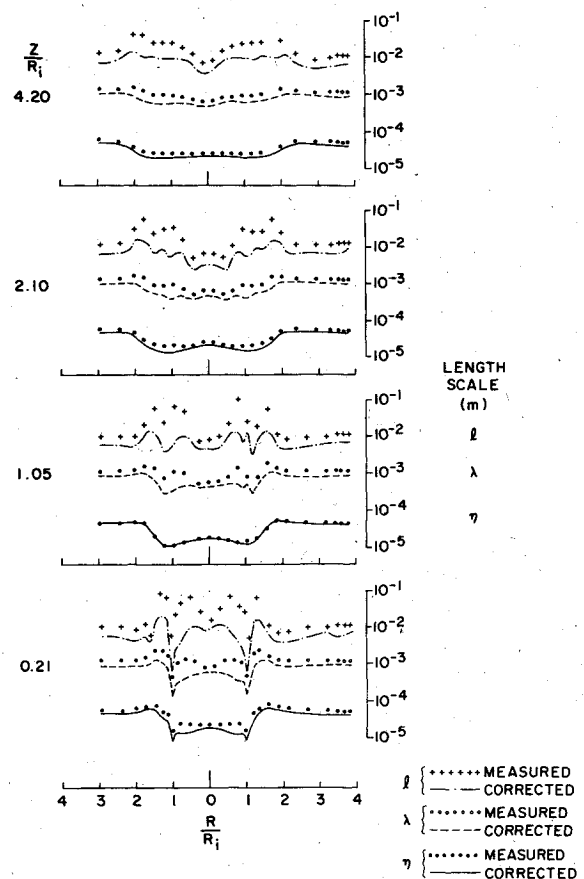 Z
R_i
4.20
10^-1
10^-2
10^-3
10^-4
10^-5
2.10
10^-1
10^-2
10^-3
10^-4
10^-5
LENGTH
SCALE
(m)
1.05
10^-1
10^-2 ℓ
10^-3 λ
10^-4
10^-5 η
0.21
10^-1
10^-2
10^-3
10^-4
10^-5
4 3 2 1 0 1 2 3 4
R
R_i
ℓ { +++++++ MEASURED
CORRECTED
λ { MEASURED
CORRECTED
η { MEASURED
CORRECTED